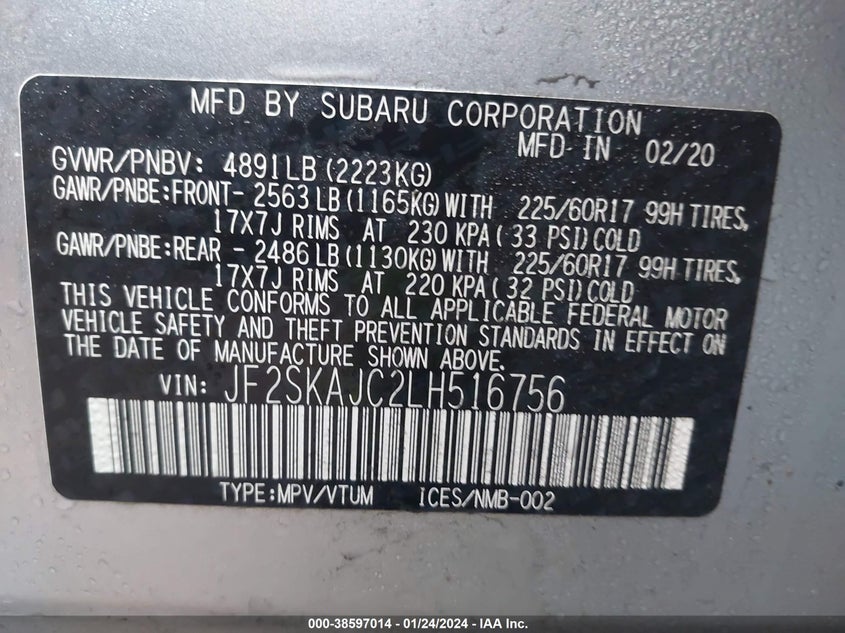 MFD BY SUBARU CORPORATION
MFD IN 02/20
GVWR/PNBV: 4891LB (2223KG)
GAWR/PNBE:FRONT- 2563LB (1165KG) WITH 225/60R17 99H TIRES,
17X7J RIMS AT 230 KPA ( 33 PSI) COLD
GAWR/PNBE:REAR - 2486LB (1130KG) WITH 225/60R17 99H TIRES,
17X7J RIMS AT 220 KPA ( 32 PSI) COLD
THIS VEHICLE CONFORMS TO ALL APPLICABLE FEDERAL MOTOR
VEHICLE SAFETY AND THEFT PREVENTION STANDARDS IN EFFECT ON
THE DATE OF MANUFACTURE SHOWN ABOVE.
VIN: JF2SKAJC2LH516756
TYPE:MPV/VTUM ICES/NMB-002
000-38597014 / 01/24/2024 - IAA Inc.